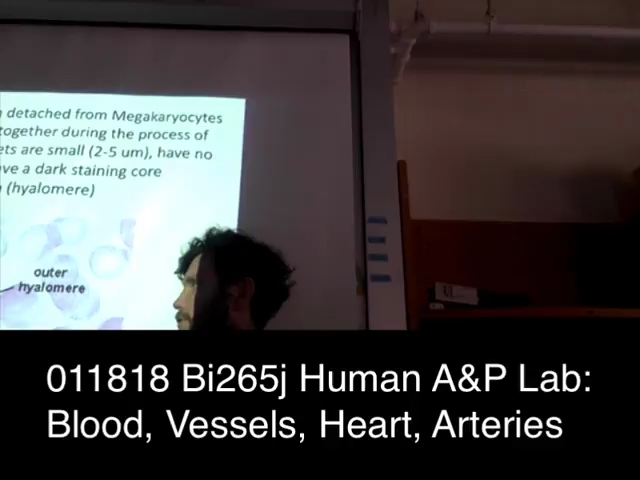 detached from Megakaryocytes
together during the process of
ets are small (2-5 um), have no
ve a dark staining core
(hyalomere)
outer
hyalomere
011818 Bi265j Human A&P Lab:
Blood, Vessels, Heart, Arteries